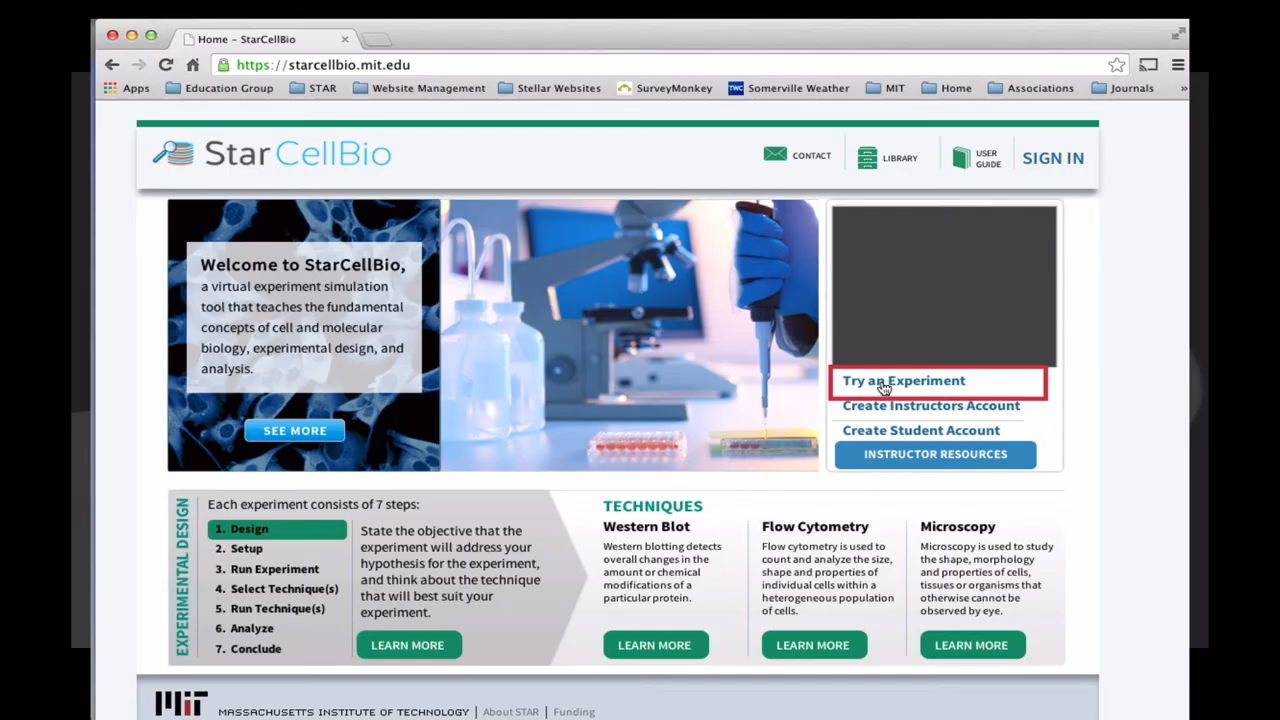 Home – StarCellBio
https://starcellbio.mit.edu
Apps Education Group STAR Website Management Stellar Websites SurveyMonkey TWC Somerville Weather MIT Home Associations Journals »
StarCellBio
CONTACT
LIBRARY
USER
GUIDE
SIGN IN
Welcome to StarCellBio,
a virtual experiment simulation
tool that teaches the fundamental
concepts of cell and molecular
biology, experimental design, and
analysis.
SEE MORE
Try an Experiment
Create Instructors Account
Create Student Account
INSTRUCTOR RESOURCES
EXPERIMENTAL DESIGN
Each experiment consists of 7 steps:
1. Design
2. Setup
3. Run Experiment
4. Select Technique(s)
5. Run Technique(s)
6. Analyze
7. Conclude
State the objective that the
experiment will address your
hypothesis for the experiment,
and think about the technique
that will best suit your
experiment.
LEARN MORE
TECHNIQUES
Western Blot
Western blotting detects
overall changes in the
amount or chemical
modifications of a
particular protein.
LEARN MORE
Flow Cytometry
Flow cytometry is used to
count and analyze the size,
shape and properties of
individual cells within a
heterogeneous population
of cells.
LEARN MORE
Microscopy
Microscopy is used to study
the shape, morphology
and properties of cells,
tissues or organisms that
otherwise cannot be
observed by eye.
LEARN MORE
MIT MASSACHUSETTS INSTITUTE OF TECHNOLOGY | About STAR | Funding